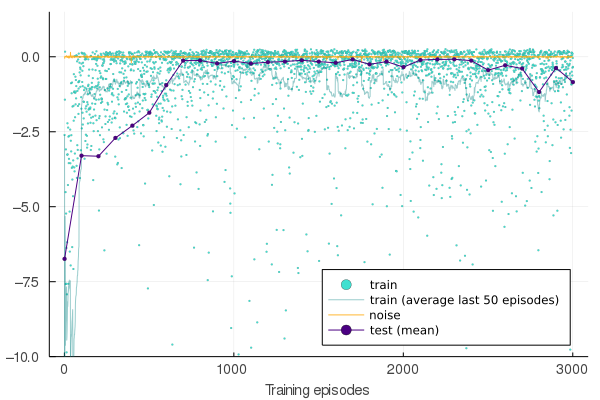 0.0
−2.5
−5.0
−7.5
−10.0
0
1000
2000
3000
Training episodes
train
train (average last 50 episodes)
noise
test (mean)